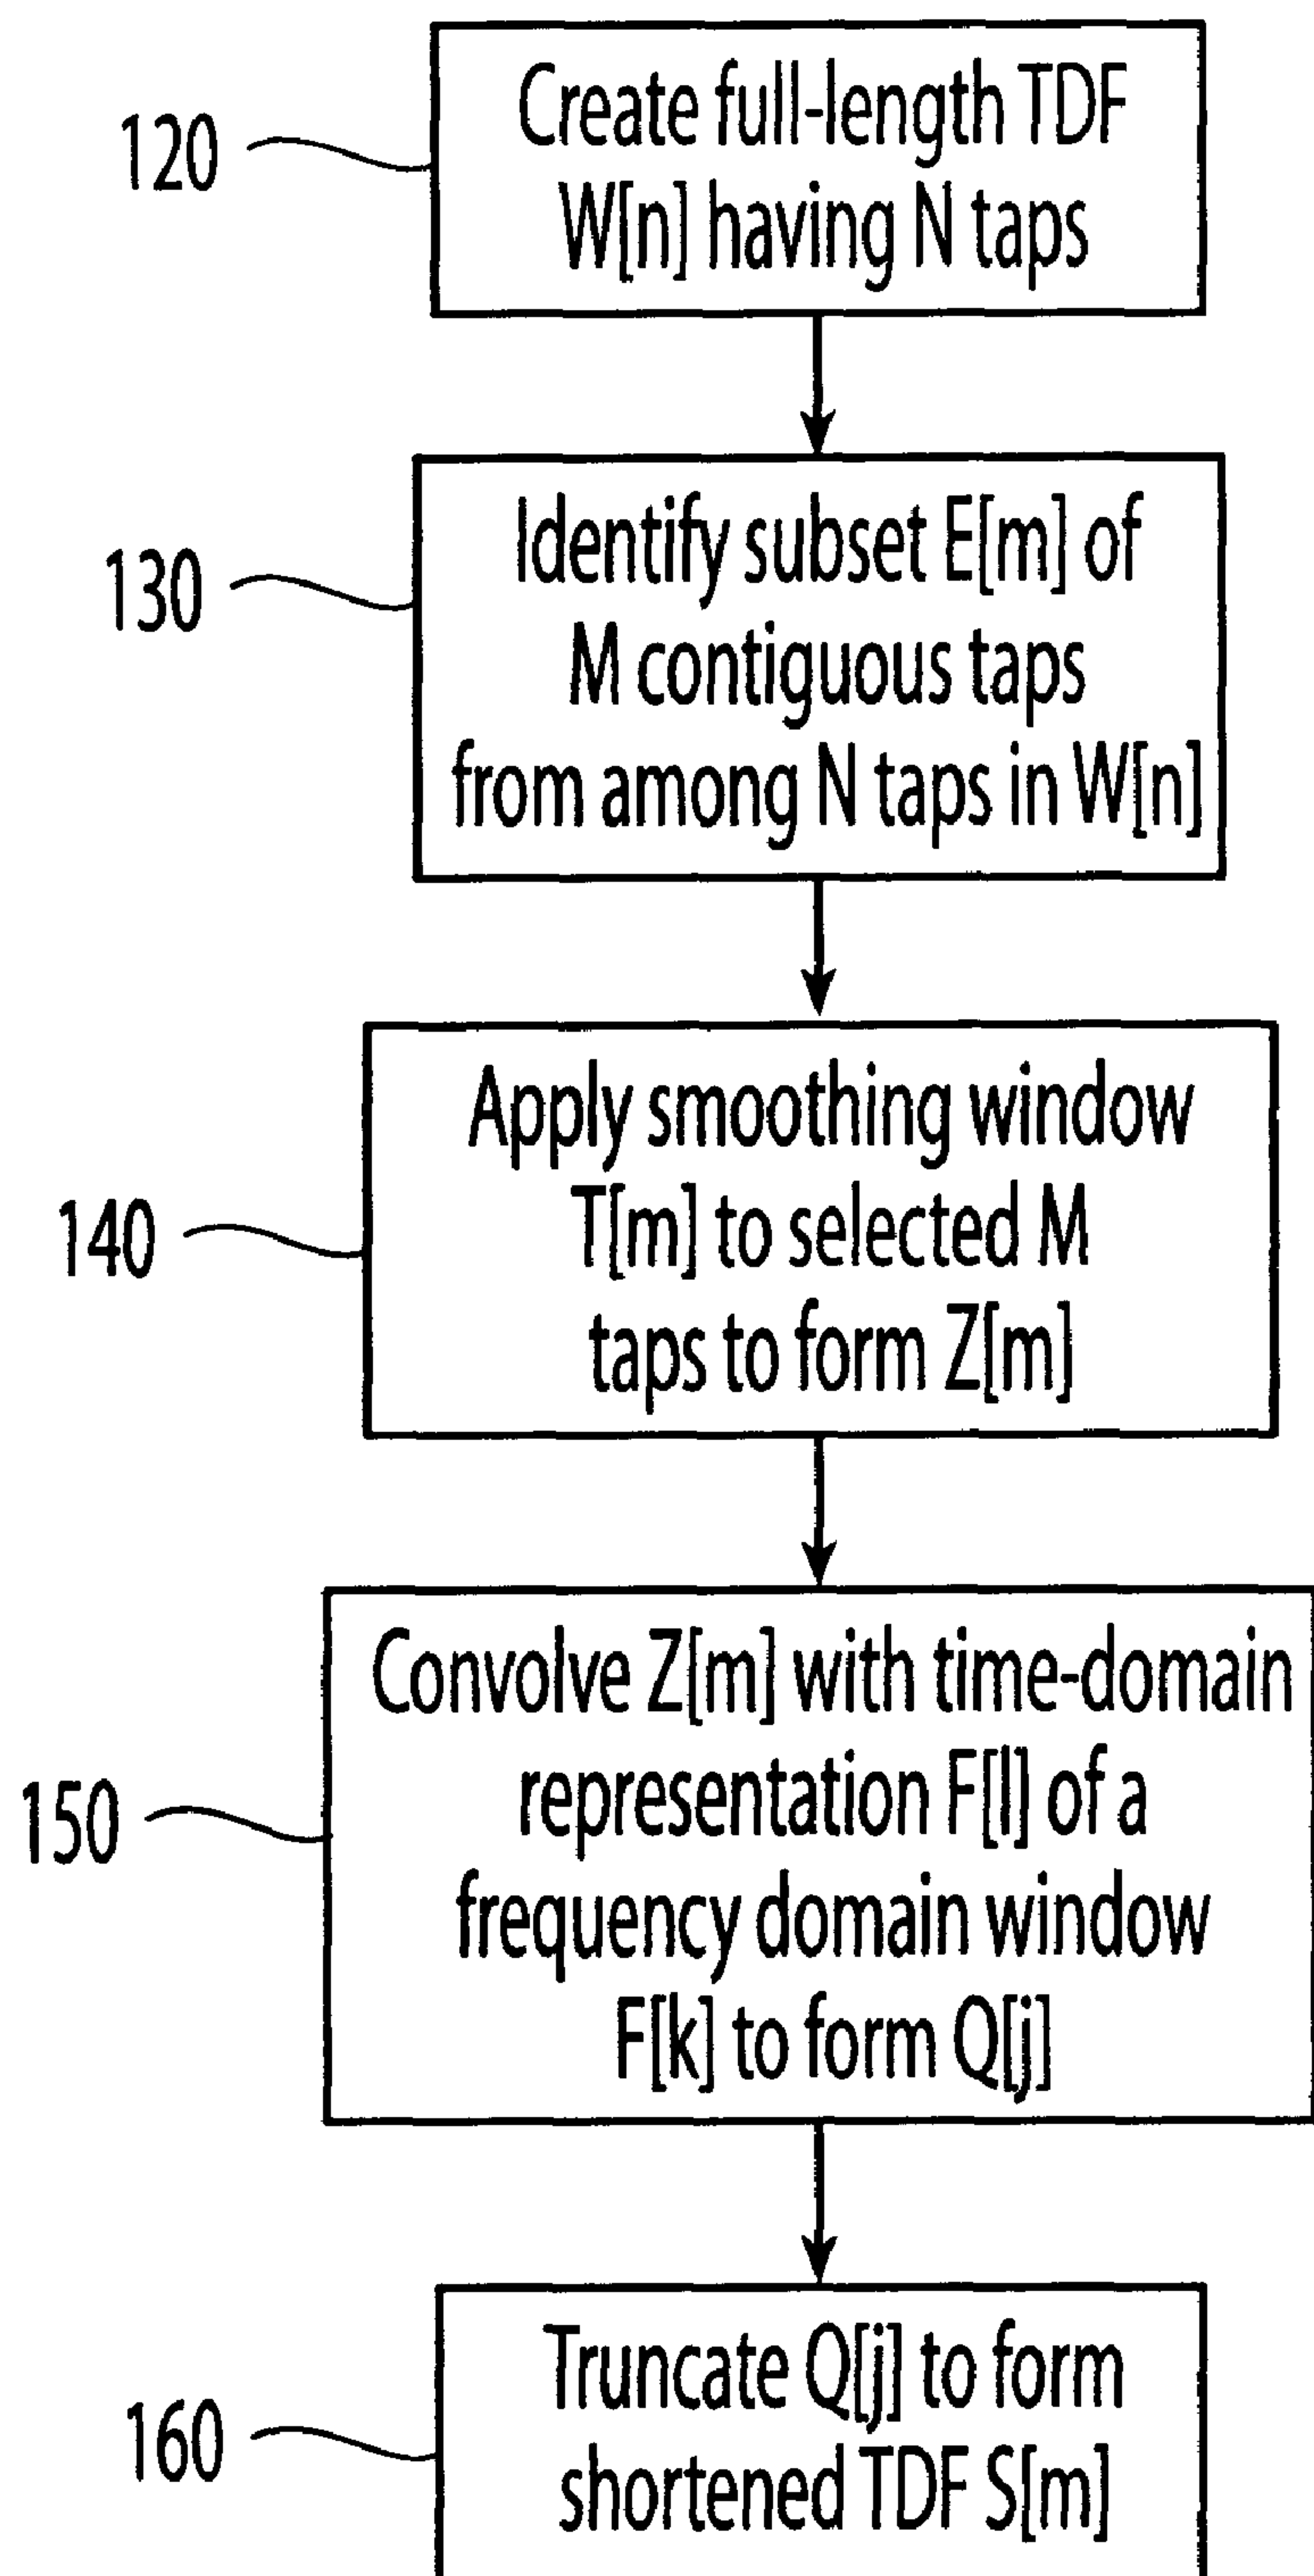 120
Create full-length TDF
W[n] having N taps
130
Identify subset E[m] of
M contiguous taps
from among N taps in W[n]
140
Apply smoothing window
T[m] to selected M
taps to form Z[m]
150
Convolve Z[m] with time-domain
representation F[l] of a
frequency domain window
F[k] to form Q[j]
160
Truncate Q[j] to form
shortened TDF S[m]